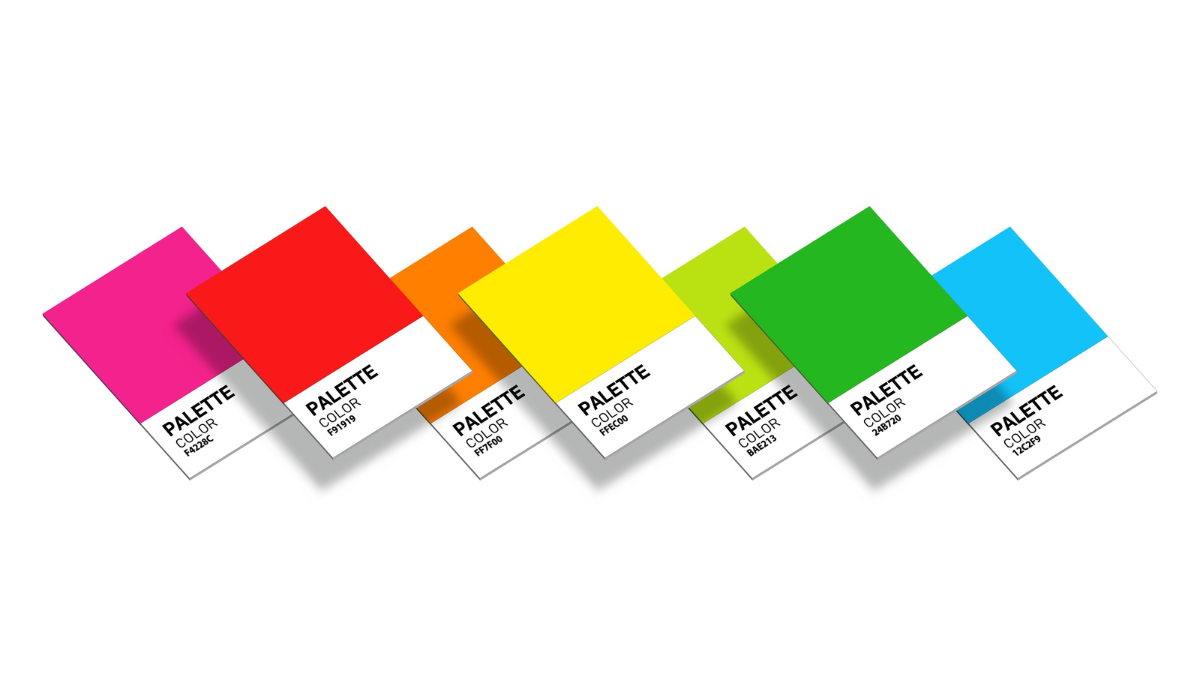 PALETTE
COLOR
F4228C
PALETTE
COLOR
F91919
PALETTE
COLOR
FF7F00
PALETTE
COLOR
FFEC00
PALETTE
COLOR
BAE213
PALETTE
COLOR
24B720
PALETTE
COLOR
12C2F9